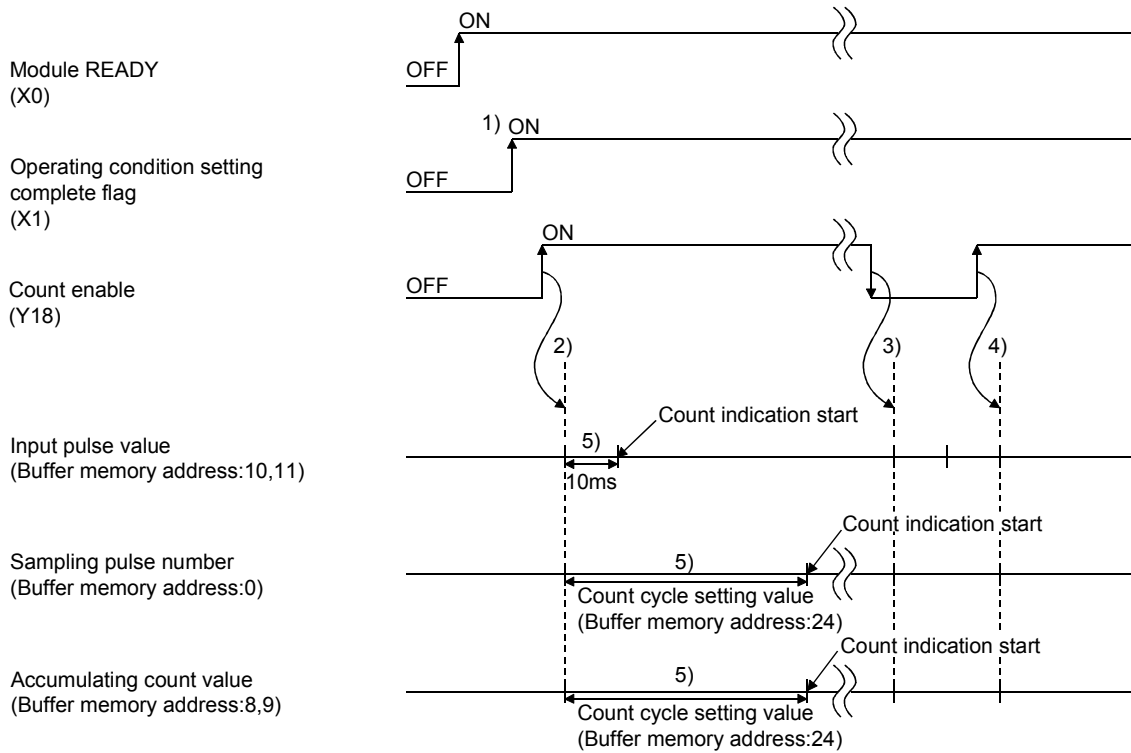 ON
Module READY
(X0)
OFF
1) ON
Operating condition setting
complete flag
(X1)
OFF
ON
Count enable
(Y18)
OFF
2)
3)
4)
Count indication start
Input pulse value
(Buffer memory address:10,11)
5)
10ms
Count indication start
Sampling pulse number
(Buffer memory address:0)
5)
Count cycle setting value
(Buffer memory address:24)
Count indication start
Accumulating count value
(Buffer memory address:8,9)
5)
Count cycle setting value
(Buffer memory address:24)